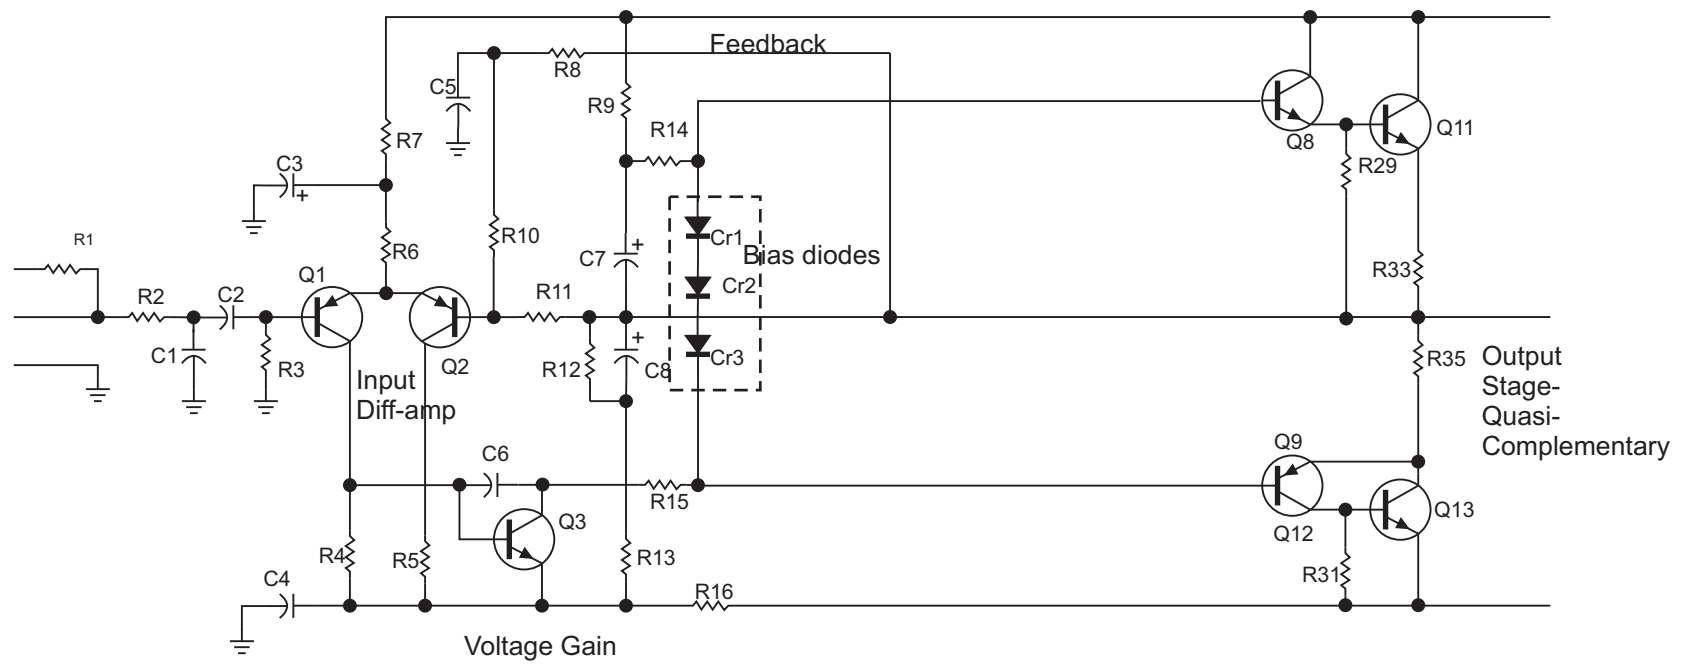 Feedback
R8
C5
R9
R14
Q8
Q11
R7
C3
+
R29
R1
R6
R10
C7
+
Cr1
Bias diodes
Q1
R33
R2
C2
R11
Cr2
C1
R3
Q2
R12
+
C8
Cr3
R35
Input
Diff-amp
Output
Stage-
Quasi-
Complementary
C6
Q9
R15
Q3
Q12
Q13
R4
R5
R13
R31
C4
R16
Voltage Gain